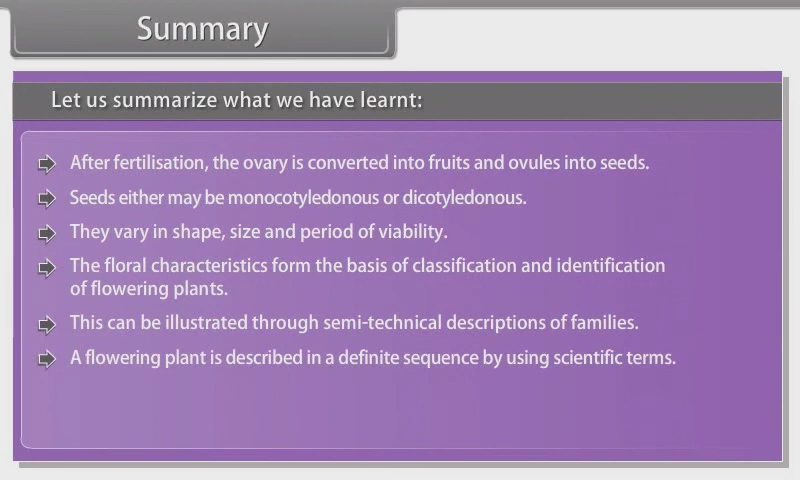 Summary
Let us summarize what we have learnt:
After fertilisation, the ovary is converted into fruits and ovules into seeds.
Seeds either may be monocotyledonous or dicotyledonous.
They vary in shape, size and period of viability.
The floral characteristics form the basis of classification and identification
of flowering plants.
This can be illustrated through semi-technical descriptions of families.
A flowering plant is described in a definite sequence by using scientific terms.